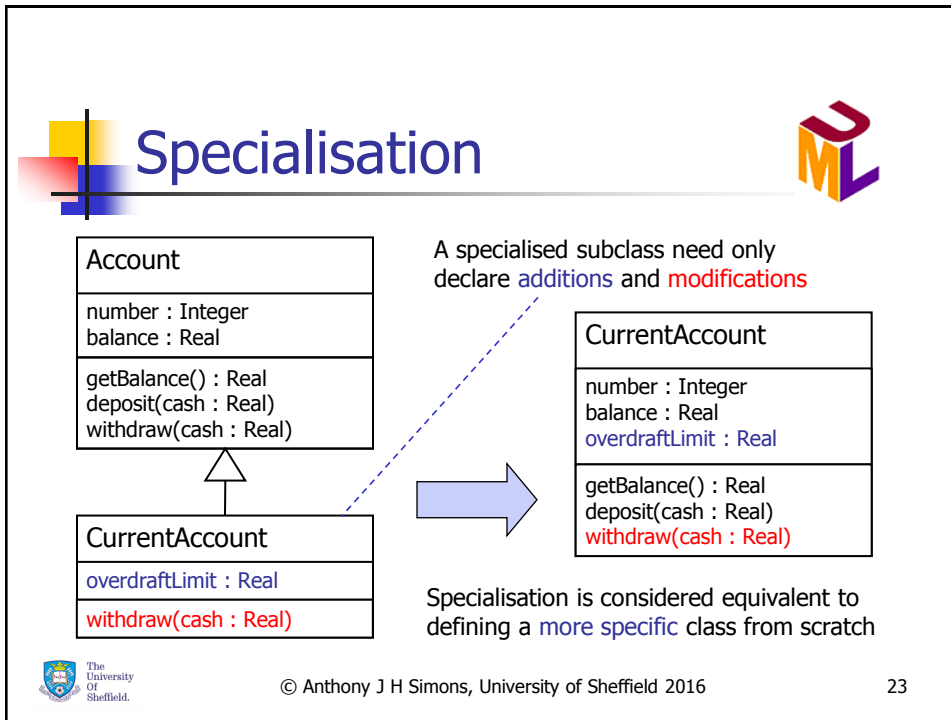 Specialisation
UML
Account
number : Integer
balance : Real
getBalance() : Real
deposit(cash : Real)
withdraw(cash : Real)
CurrentAccount
overdraftLimit : Real
withdraw(cash : Real)
A specialised subclass need only
declare additions and modifications
CurrentAccount
number : Integer
balance : Real
overdraftLimit : Real
getBalance() : Real
deposit(cash : Real)
withdraw(cash : Real)
Specialisation is considered equivalent to
defining a more specific class from scratch
The
University
Of
Sheffield.
© Anthony J H Simons, University of Sheffield 2016
23